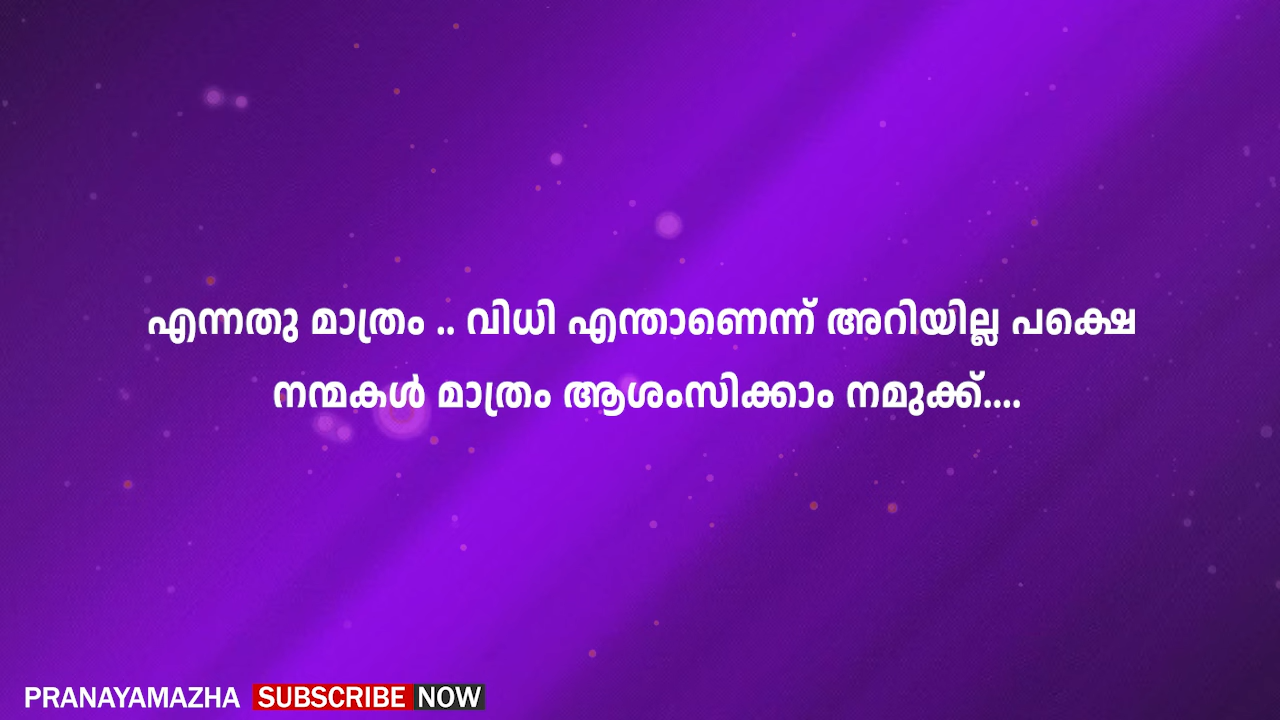 എന്നതു മാത്രം .. വിധി എന്താണെന്ന് അറിയില്ല പക്ഷെ
നന്മകൾ മാത്രം ആശംസിക്കാം നമുക്ക്....
PRANAYAMAZHA SUBSCRIBE NOW